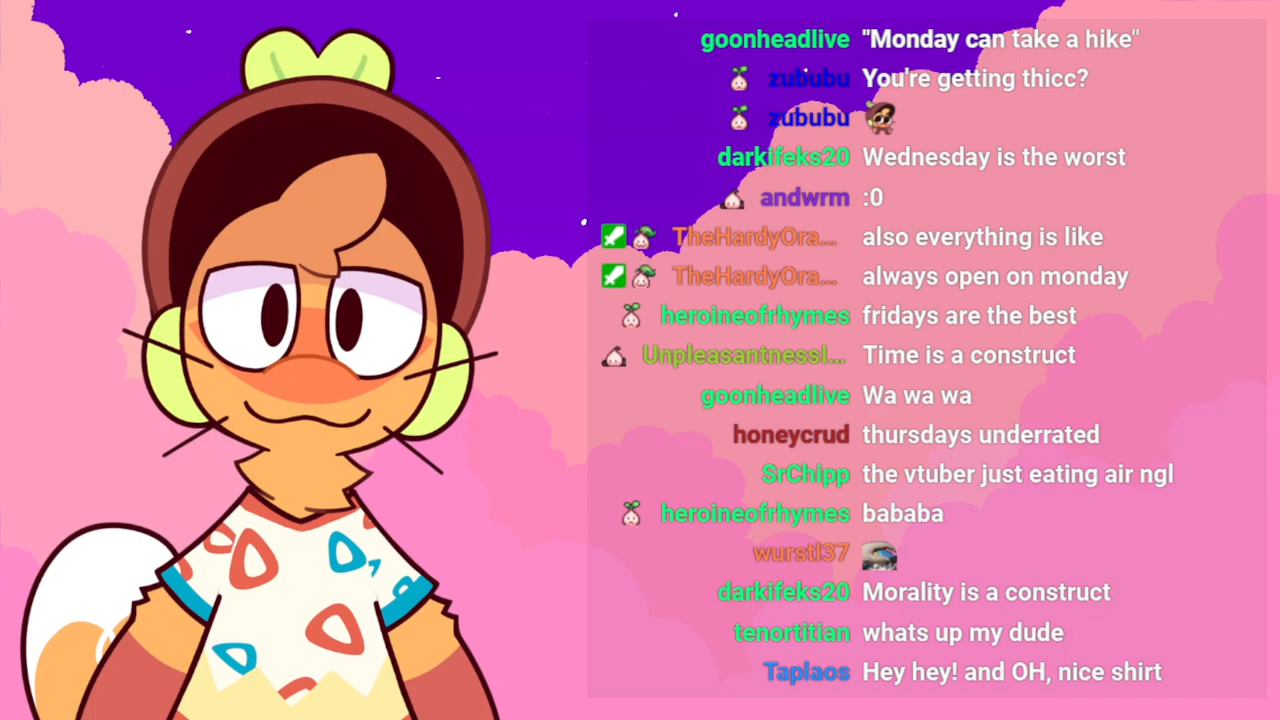 goonheadlive "Monday can take a hike"
zububu You're getting thicc?
zububu
darkifeks20 Wednesday is the worst
andwrm :0
TheHardyOra... also everything is like
TheHardyOra... always open on monday
heroineofrhymes fridays are the best
Unpleasantnessl... Time is a construct
goonheadlive Wa wa wa
honeycrud thursdays underrated
SrChipp the vtuber just eating air ngl
heroineofrhymes bababa
wurstl37
darkifeks20 Morality is a construct
tenortitian whats up my dude
Taplaos Hey hey! and OH, nice shirt